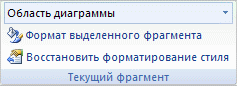 Область диаграммы
Формат выделенного фрагмента
Восстановить форматирование стиля
Текущий фрагмент